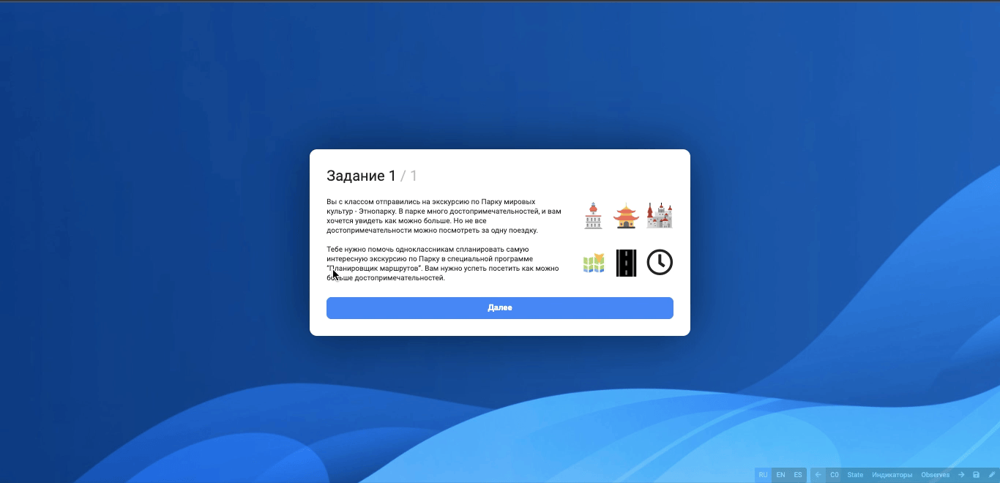 Задание 1 / 1
Вы с классом отправились на экскурсию по Парку мировых
культур - Этнопарку. В парке много достопримечательностей, и вам
хочется увидеть как можно больше. Но не все
достопримечательности можно посмотреть за одну поездку.
Тебе нужно помочь одноклассникам спланировать самую
интересную экскурсию по Парку в специальной программе
"Планировщик маршрутов". Вам нужно успеть посетить как можно
больше достопримечательностей.
Далее
RU EN ES C0 State Индикаторы Observes